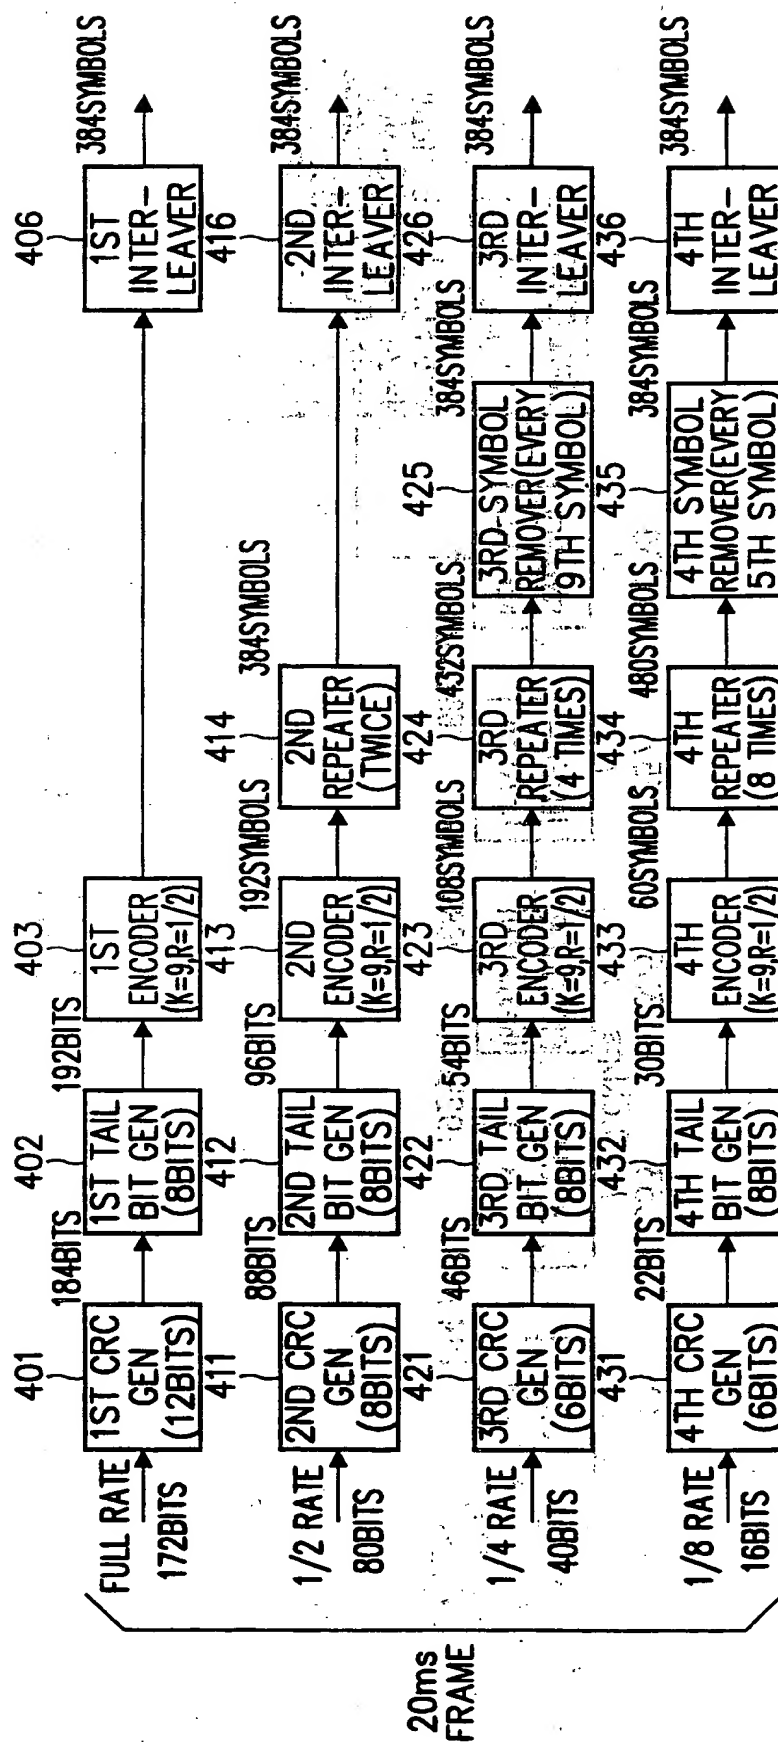 20ms
FRAME
FULL RATE
172BITS
401
1ST CRC
GEN
(12BITS)
184BITS
402
1ST TAIL
BIT GEN
(8BITS)
192BITS
403
1ST
ENCODER
(K=9,R=1/2)
406
1ST
INTER-
LEAVER
384SYMBOLS
1/2 RATE
80BITS
411
2ND CRC
GEN
(8BITS)
88BITS
412
2ND TAIL
BIT GEN
(8BITS)
96BITS
413
2ND
ENCODER
(K=9,R=1/2)
192SYMBOLS
414
2ND
REPEATER
(TWICE)
384SYMBOLS
416
2ND
INTER-
LEAVER
384SYMBOLS
1/4 RATE
40BITS
421
3RD CRC
GEN
(6BITS)
46BITS
422
3RD TAIL
BIT GEN
(8BITS)
54BITS
423
3RD
ENCODER
(K=9,R=1/2)
108SYMBOLS
424
3RD
REPEATER
(4 TIMES)
432SYMBOLS
425
3RD-SYMBOL
REMOVER(EVERY
9TH SYMBOL)
384SYMBOLS
426
3RD
INTER-
LEAVER
384SYMBOLS
1/8 RATE
16BITS
431
4TH CRC
GEN
(6BITS)
22BITS
432
4TH TAIL
BIT GEN
(8BITS)
30BITS
433
4TH
ENCODER
(K=9,R=1/2)
60SYMBOLS
434
4TH
REPEATER
(8 TIMES)
480SYMBOLS
435
4TH SYMBOL
REMOVER(EVERY
5TH SYMBOL)
384SYMBOLS
436
4TH
INTER-
LEAVER
384SYMBOLS